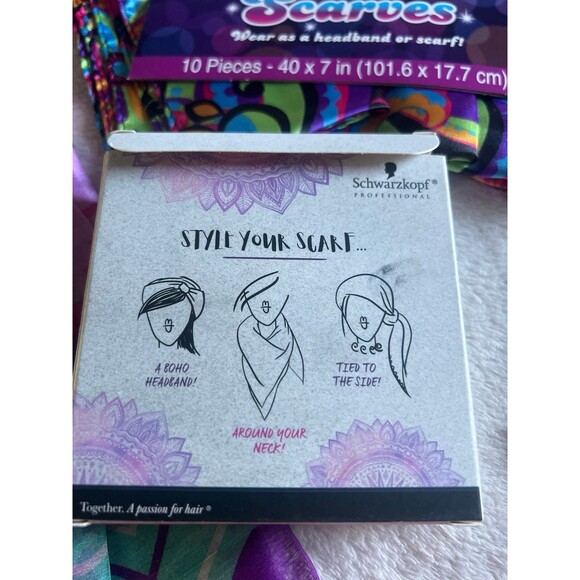 Scarves
Wear as a headband or scarf!
10 Pieces - 40 x 7 in (101.6 x 17.7 cm)
Schwarzkopf®
PROFESSIONAL
STYLE YOUR SCARF...
A BOHO
HEADBAND!
AROUND YOUR
NECK!
TIED TO
THE SIDE!
Together. A passion for hair®